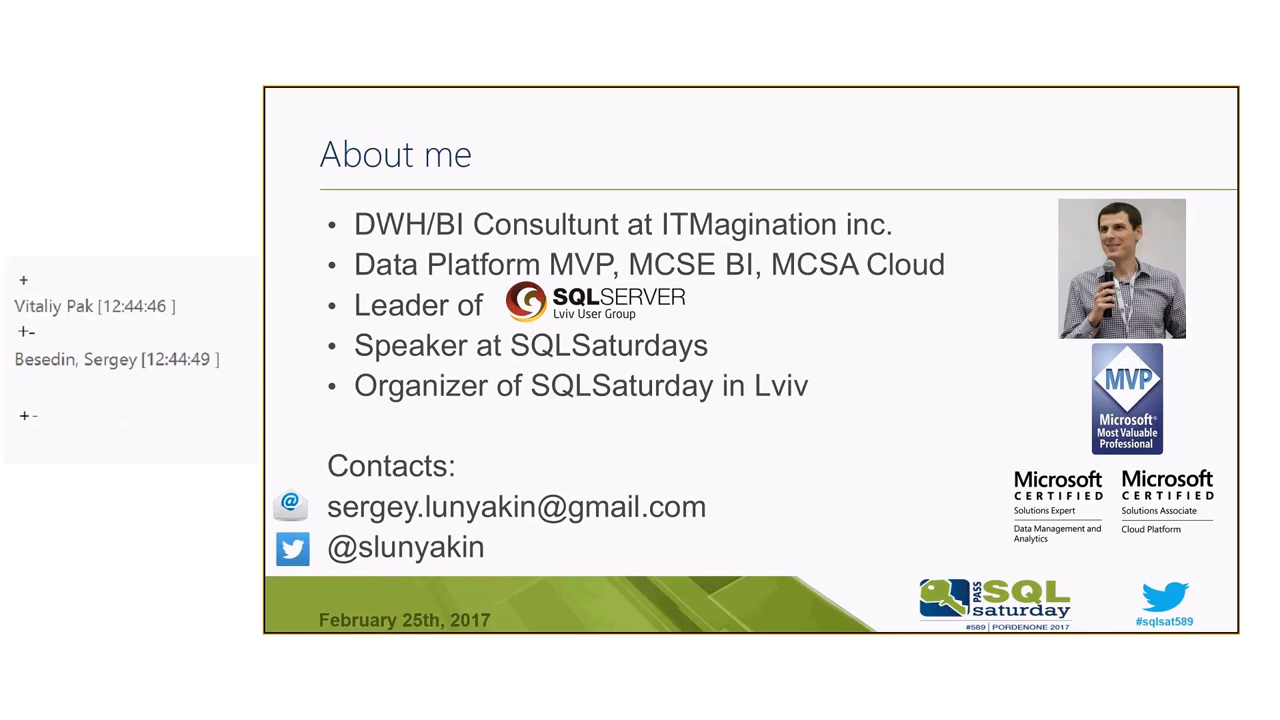 +
Vitaliy Pak [12:44:46 ]
+-
Besedin, Sergey [12:44:49 ]
+-
About me
• DWH/BI Consultunt at ITMagination inc.
• Data Platform MVP, MCSE BI, MCSA Cloud
• Leader of SQLSERVER
Lviv User Group
• Speaker at SQLSaturdays
• Organizer of SQLSaturday in Lviv
Contacts:
@
sergey.lunyakin@gmail.com
@slunyakin
MVP
Microsoft®
Most Valuable
Professional
Microsoft
CERTIFIED
Solutions Expert
Data Management and
Analytics
Microsoft
CERTIFIED
Solutions Associate
Cloud Platform
February 25th, 2017
PASS
SQL
saturday
#589 | PORDENONE 2017
#sqlsat589